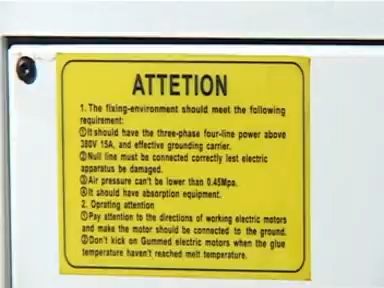 ATTETION
1. The fixing-environment should meet the following
requirement:
①It should have the three-phase four-line power above
380V 15A, and effective grounding carrier.
②Null line must be connected correctly lest electric
apparatus be damaged.
③Air pressure can't be lower than 0.45Mpa.
④It should have absorption equipment.
2. Oprating attention
①Pay attention to the directions of working electric motors
and make the motor should be connected to the ground.
②Don't kick on Gummed electric motors when the glue
temperature haven't reached melt temperature.